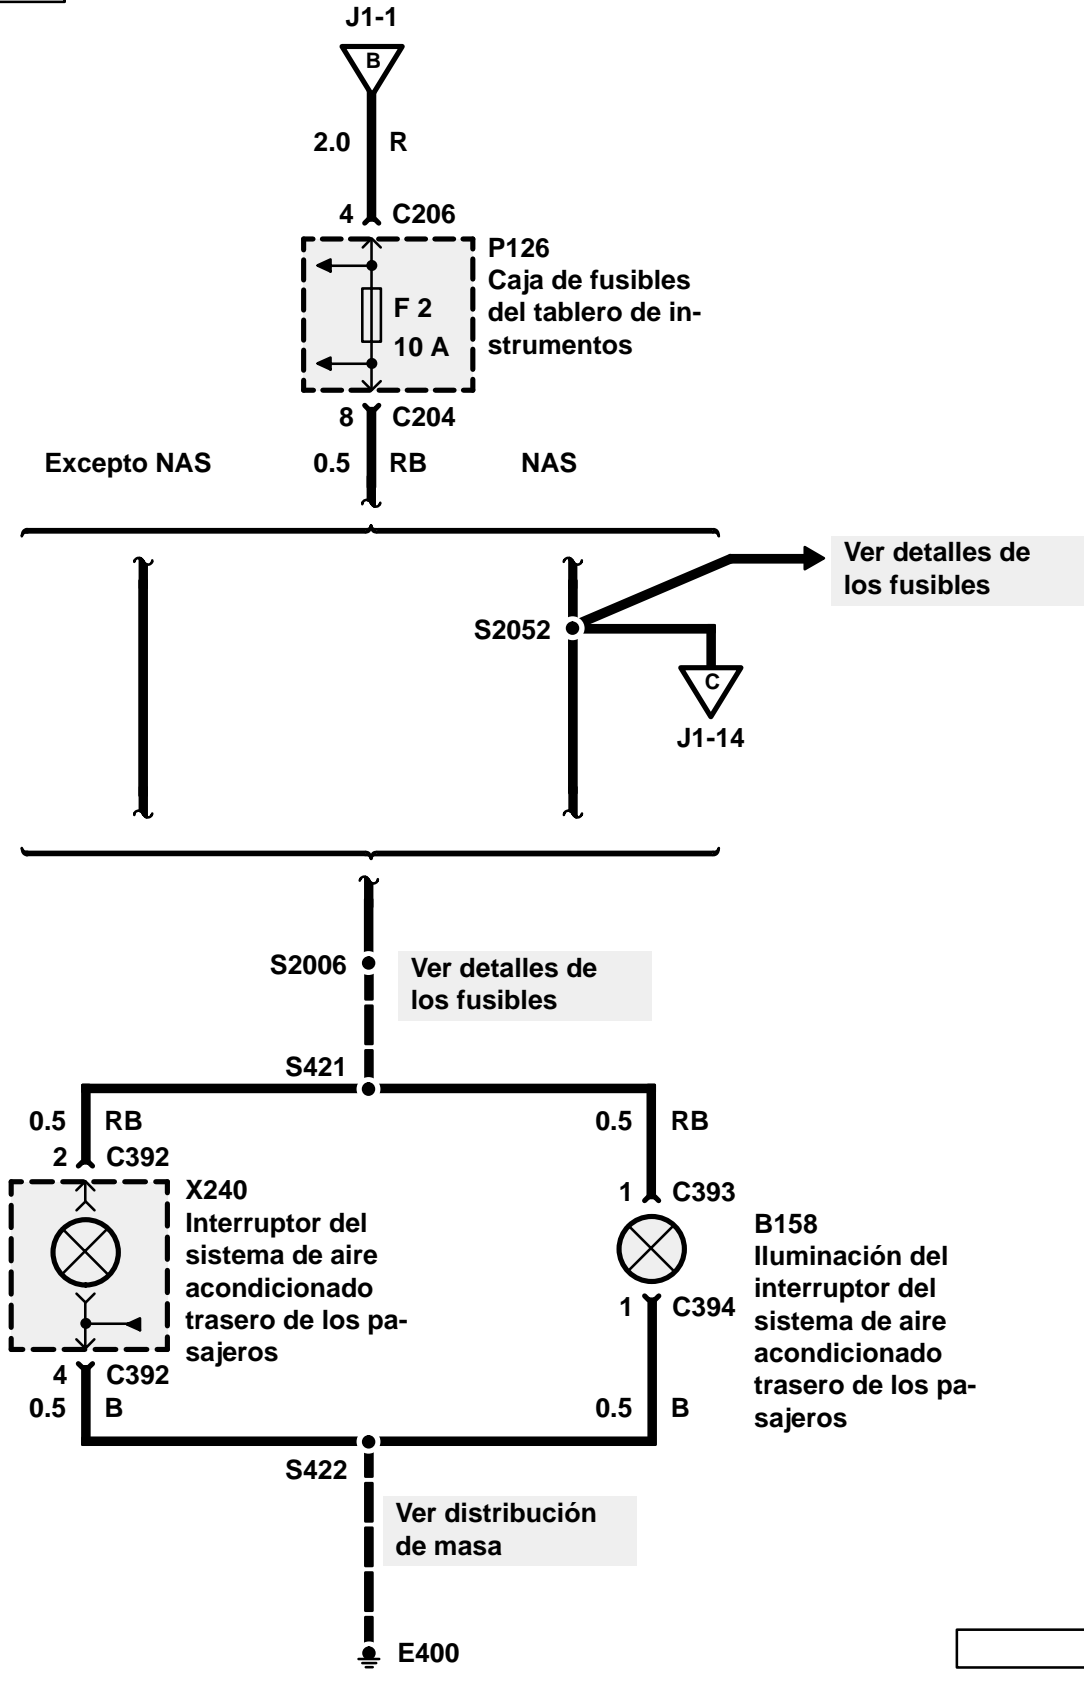 J1-1
B
2.0 R
4 C206
P126
Caja de fusibles
del tablero de in-
strumentos
F 2
10 A
8 C204
Excepto NAS 0.5 RB NAS
Ver detalles de
los fusibles
S2052
C
J1-14
S2006
Ver detalles de
los fusibles
S421
0.5 RB 0.5 RB
2 C392
X240
Interruptor del
sistema de aire
acondicionado
trasero de los pa-
sajeros
1 C393
B158
Iluminación del
interruptor del
sistema de aire
acondicionado
trasero de los pa-
sajeros
1 C394
4 C392
0.5 B 0.5 B
S422
Ver distribución
de masa
E400